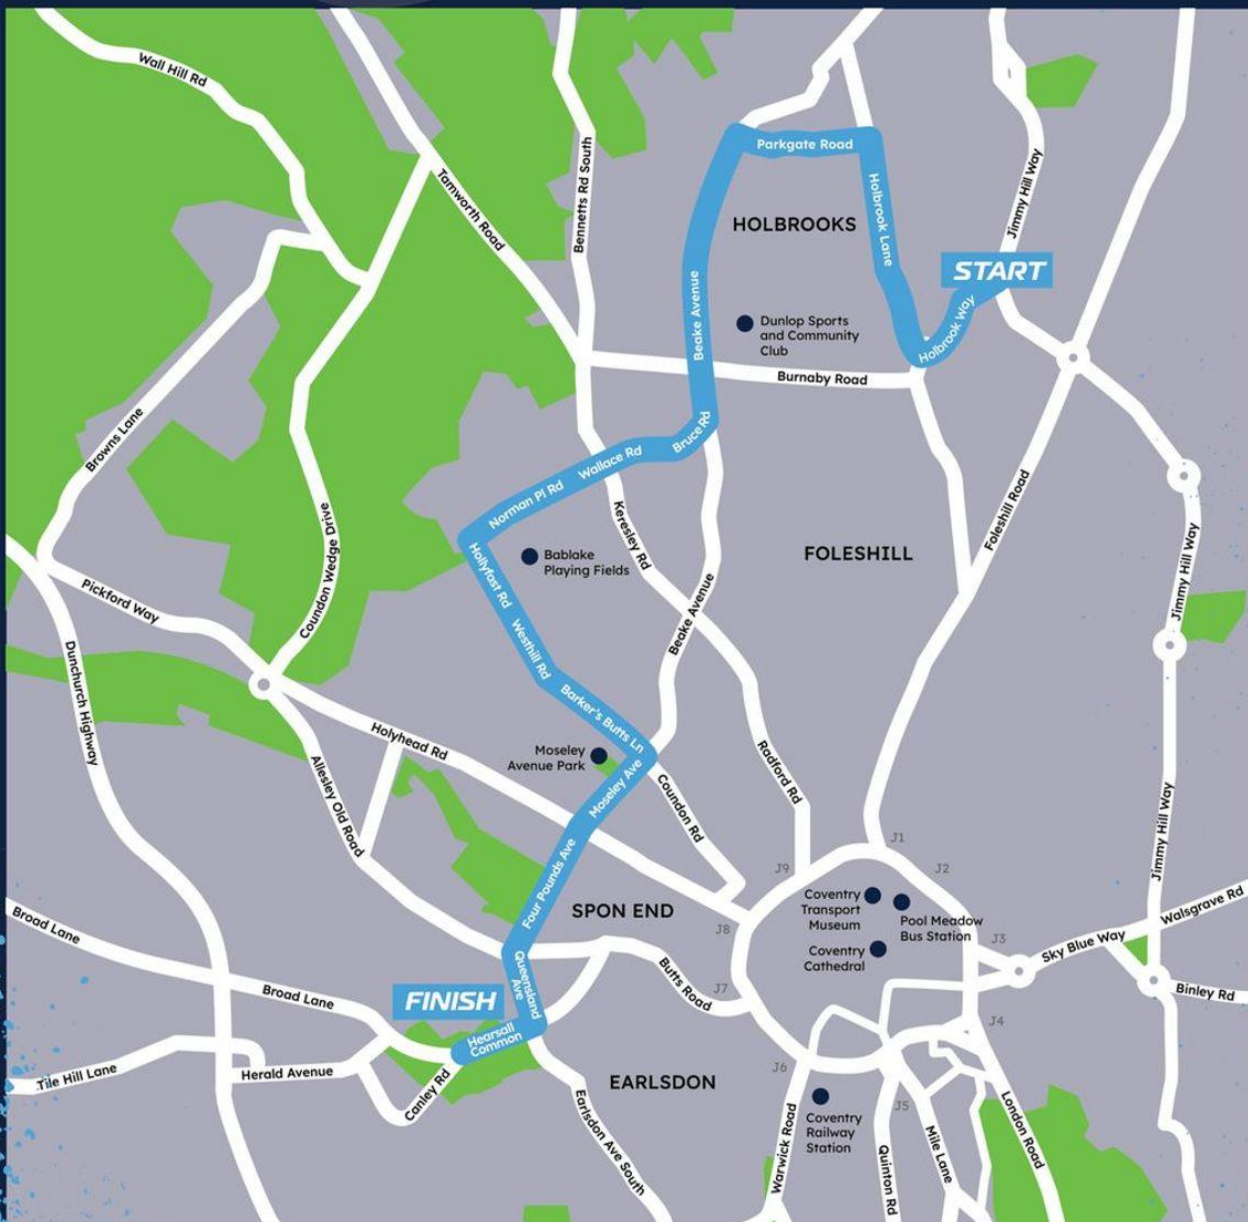 Wall Hill Rd
Tamworth Road
Bennetts Rd South
Parkgate Road
Holbrook Lane
Jimmy Hill Way
HOLBROOKS
START
Holbrook Way
Beake Avenue
Dunlop Sports
and Community
Club
Burnaby Road
Browns Lane
Bruce Rd
Wallace Rd
Norman Pl Rd
Keresley Rd
Foleshill Road
Coundon Wedge Drive
Hollyfast Rd
Bablake
Playing Fields
FOLESHILL
Jimmy Hill Way
Pickford Way
Beake Avenue
Westhill Rd
Dunchurch Highway
Barker's Butts Ln
Holyhead Rd
Moseley
Avenue Park
Moseley Ave
Radford Rd
Allesley Old Road
Coundon Rd
Jimmy Hill Way
J1
J2
J9
Four Pounds Ave
Coventry
Transport
Museum
Pool Meadow
Bus Station
Walsgrave Rd
SPON END
J8
J3
Broad Lane
Coventry
Cathedral
Sky Blue Way
Queensland
Ave
Butts Road
J7
Binley Rd
Broad Lane
FINISH
Hearsall
Common
J4
Tile Hill Lane
Herald Avenue
Canley Rd
EARLSDON
J6
J5
Coventry
Railway
Station
Earlsdon Ave South
Warwick Road
Quinton Rd
Mile Lane
London Road